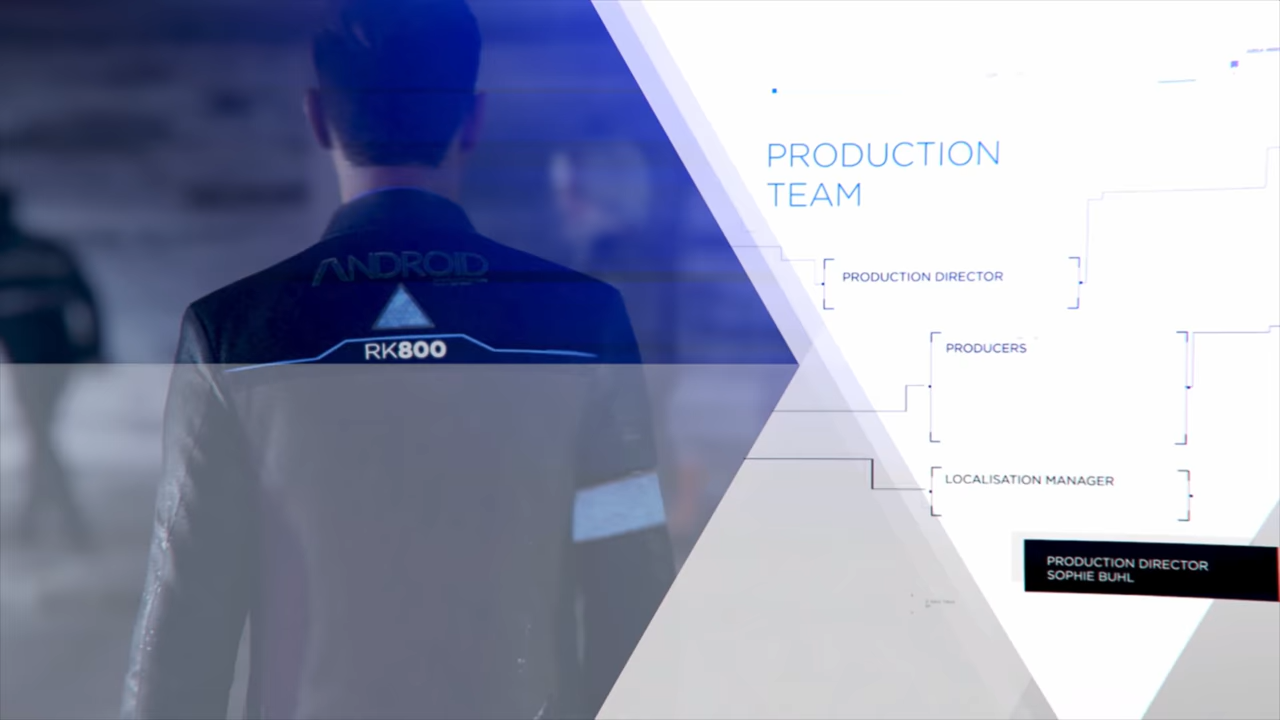 ANDROID
RK800
PRODUCTION
TEAM
PRODUCTION DIRECTOR
PRODUCERS
LOCALISATION MANAGER
PRODUCTION DIRECTOR
SOPHIE BUHL